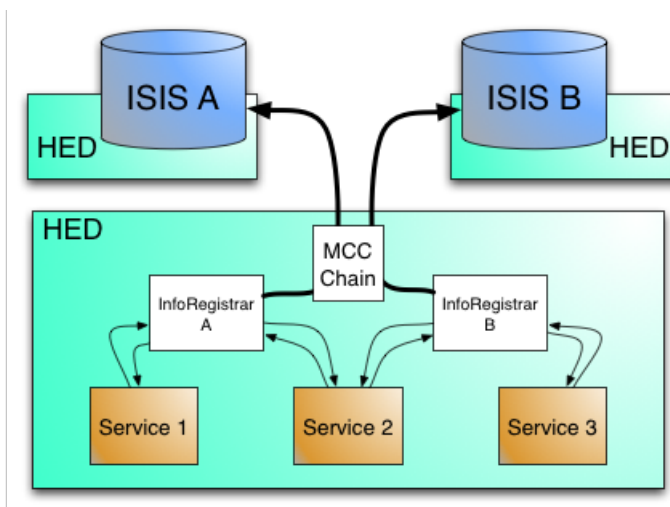 ISIS A
ISIS B
HED
HED
HED
MCC
Chain
InfoRegistrar
A
InfoRegistrar
B
Service 1
Service 2
Service 3